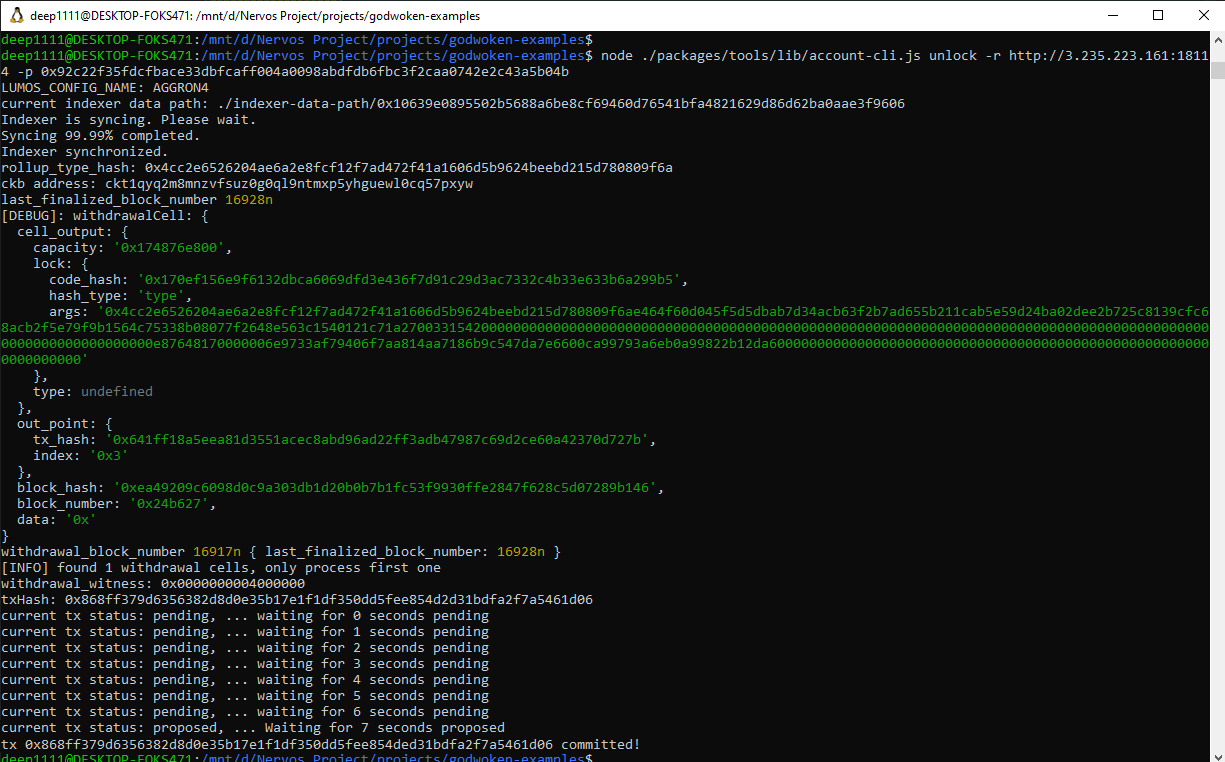 deep1111@DESKTOP-FOKS471: /mnt/d/Nervos Project/projects/godwoken-examples
deep1111@DESKTOP-FOKS471:/mnt/d/Nervos Project/projects/godwoken-examples$
deep1111@DESKTOP-FOKS471:/mnt/d/Nervos Project/projects/godwoken-examples$ node ./packages/tools/lib/account-cli.js unlock -r http://3.235.223.161:1811
4 -p 0x92c22f35fdcfbace33dbfcaff004a0098abdfdb6fbc3f2caa0742e2c43a5b04b
LUMOS_CONFIG_NAME: AGGRON4
current indexer data path: ./indexer-data-path/0x10639e0895502b5688a6be8cf69460d76541bfa4821629d86d62ba0aae3f9606
Indexer is syncing. Please wait.
Syncing 99.99% completed.
Indexer synchronized.
rollup_type_hash: 0x4cc2e6526204ae6a2e8fcf12f7ad472f41a1606d5b9624beebd215d780809f6a
ckb address: ckt1qyq2m8mnzvfsuz0g0ql9ntmxp5yhguewl0cq57pxyw
last_finalized_block_number 16928n
[DEBUG]: withdrawalCell: {
cell_output: {
capacity: '0x174876e800',
lock: {
code_hash: '0x170ef156e9f6132dbca6069dfd3e436f7d91c29d3ac7332c4b33e633b6a299b5',
hash_type: 'type',
args: '0x4cc2e6526204ae6a2e8fcf12f7ad472f41a1606d5b9624beebd215d780809f6ae464f60d045f5d5dbab7d34acb63f2b7ad655b211cab5e59d24ba02dee2b725c8139cfc6
},
type: undefined
},
out_point: {
tx_hash: '0x641ff18a5eea81d3551acec8abd96ad22ff3adb47987c69d2ce60a42370d727b',
index: '0x3'
},
block_hash: '0xea49209c6098d0c9a303db1d20b0b7b1fc53f9930ffe2847f628c5d07289b146',
block_number: '0x24b627',
data: '0x'
}
withdrawal_block_number 16917n { last_finalized_block_number: 16928n }
[INFO] found 1 withdrawal cells, only process first one
withdrawal_witness: 0x0000000004000000
txHash: 0x868ff379d6356382d8d0e35b17e1f1df350dd5fee854d2d31bdfa2f7a5461d06
current tx status: pending, ... waiting for 0 seconds pending
current tx status: pending, ... waiting for 1 seconds pending
current tx status: pending, ... waiting for 2 seconds pending
current tx status: pending, ... waiting for 3 seconds pending
current tx status: pending, ... waiting for 4 seconds pending
current tx status: pending, ... waiting for 5 seconds pending
current tx status: pending, ... waiting for 6 seconds pending
current tx status: proposed, ... Waiting for 7 seconds proposed
tx 0x868ff379d6356382d8d0e35b17e1f1df350dd5fee854ded31bdfa2f7a5461d06 committed!
deep1111@DESKTOP-FOKS471:/mnt/d/Nervos Project/projects/godwoken-examples$